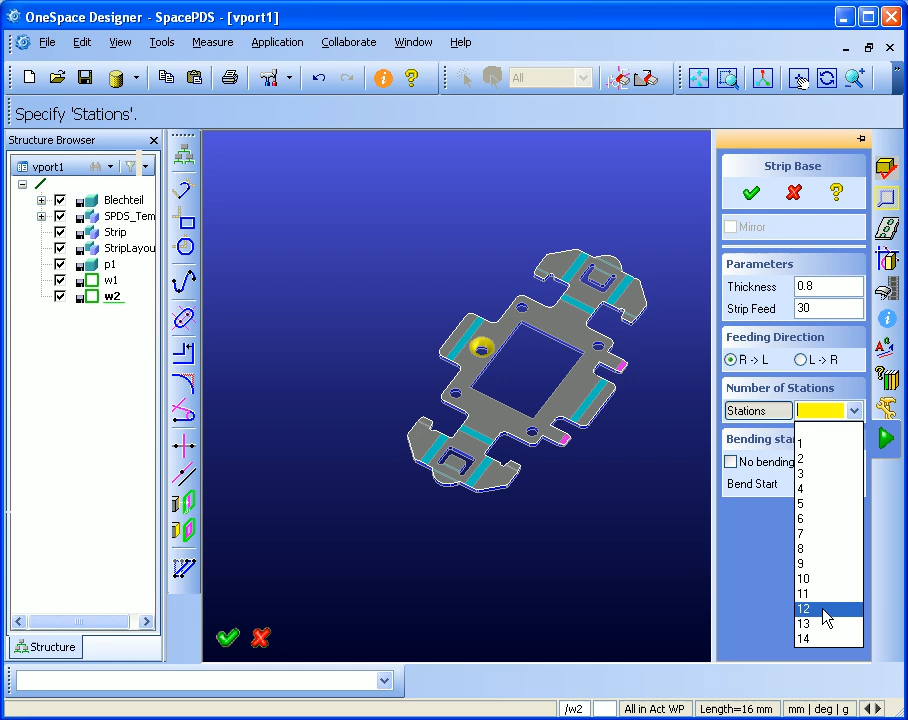 OneSpace Designer - SpacePDS - [vport1]
File Edit View Tools Measure Application Collaborate Window Help
All
Specify 'Stations'.
Structure Browser
vport1
Blechteil
SPDS_Tem
Strip
StripLayou
p1
w1
w2
Structure
Strip Base
Mirror
Parameters
Thickness 0.8
Strip Feed 30
Feeding Direction
R -> L L -> R
Number of Stations
Stations
Bending star
No bending
Bend Start
1
2
3
4
5
6
7
8
9
10
11
12
13
14
/w2 All in Act WP Length=16 mm mm | deg | g